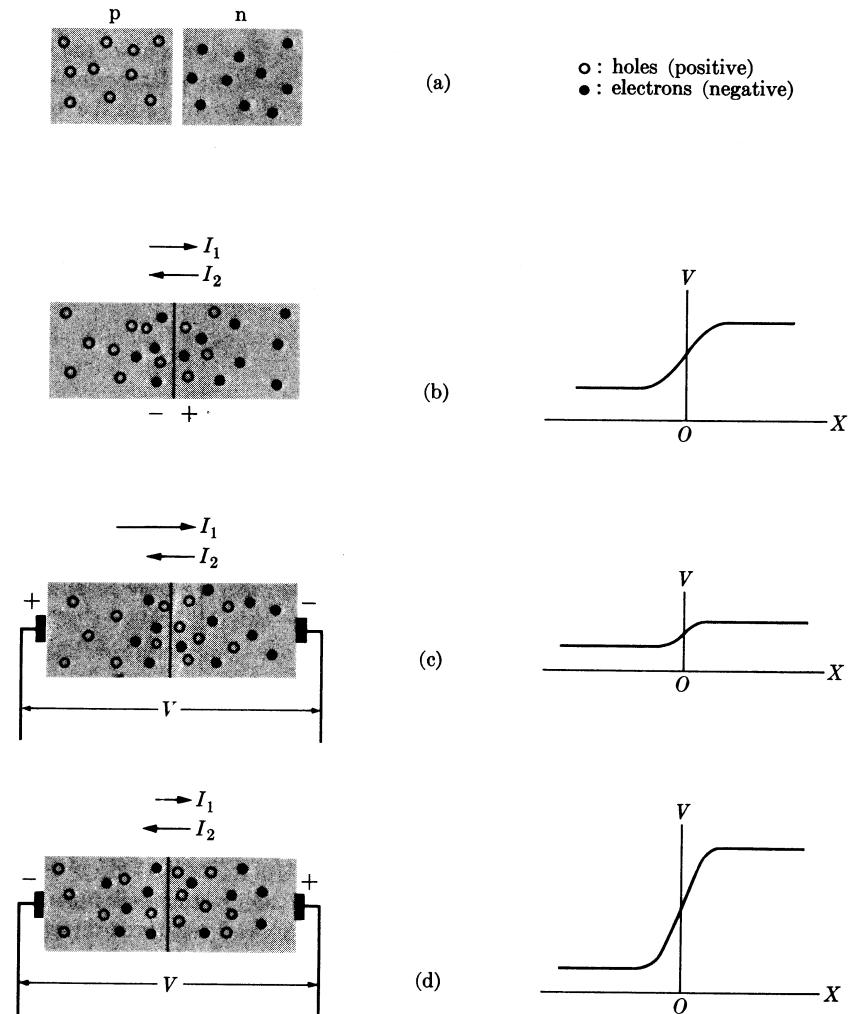 p n
(a)
o : holes (positive)
• : electrons (negative)
I₁
I₂
− +
(b)
V
O
X
I₁
I₂
+ −
V
(c)
V
O
X
I₁
I₂
− +
V
(d)
V
O
X